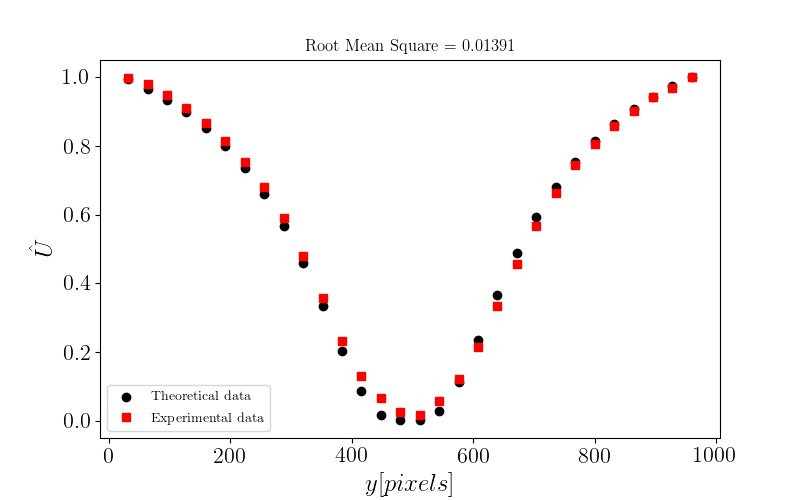 Root Mean Square = 0.01391
1.0
0.8
0.6
0.4
0.2
0.0
Û
Theoretical data
Experimental data
0 200 400 600 800 1000
y[pixels]